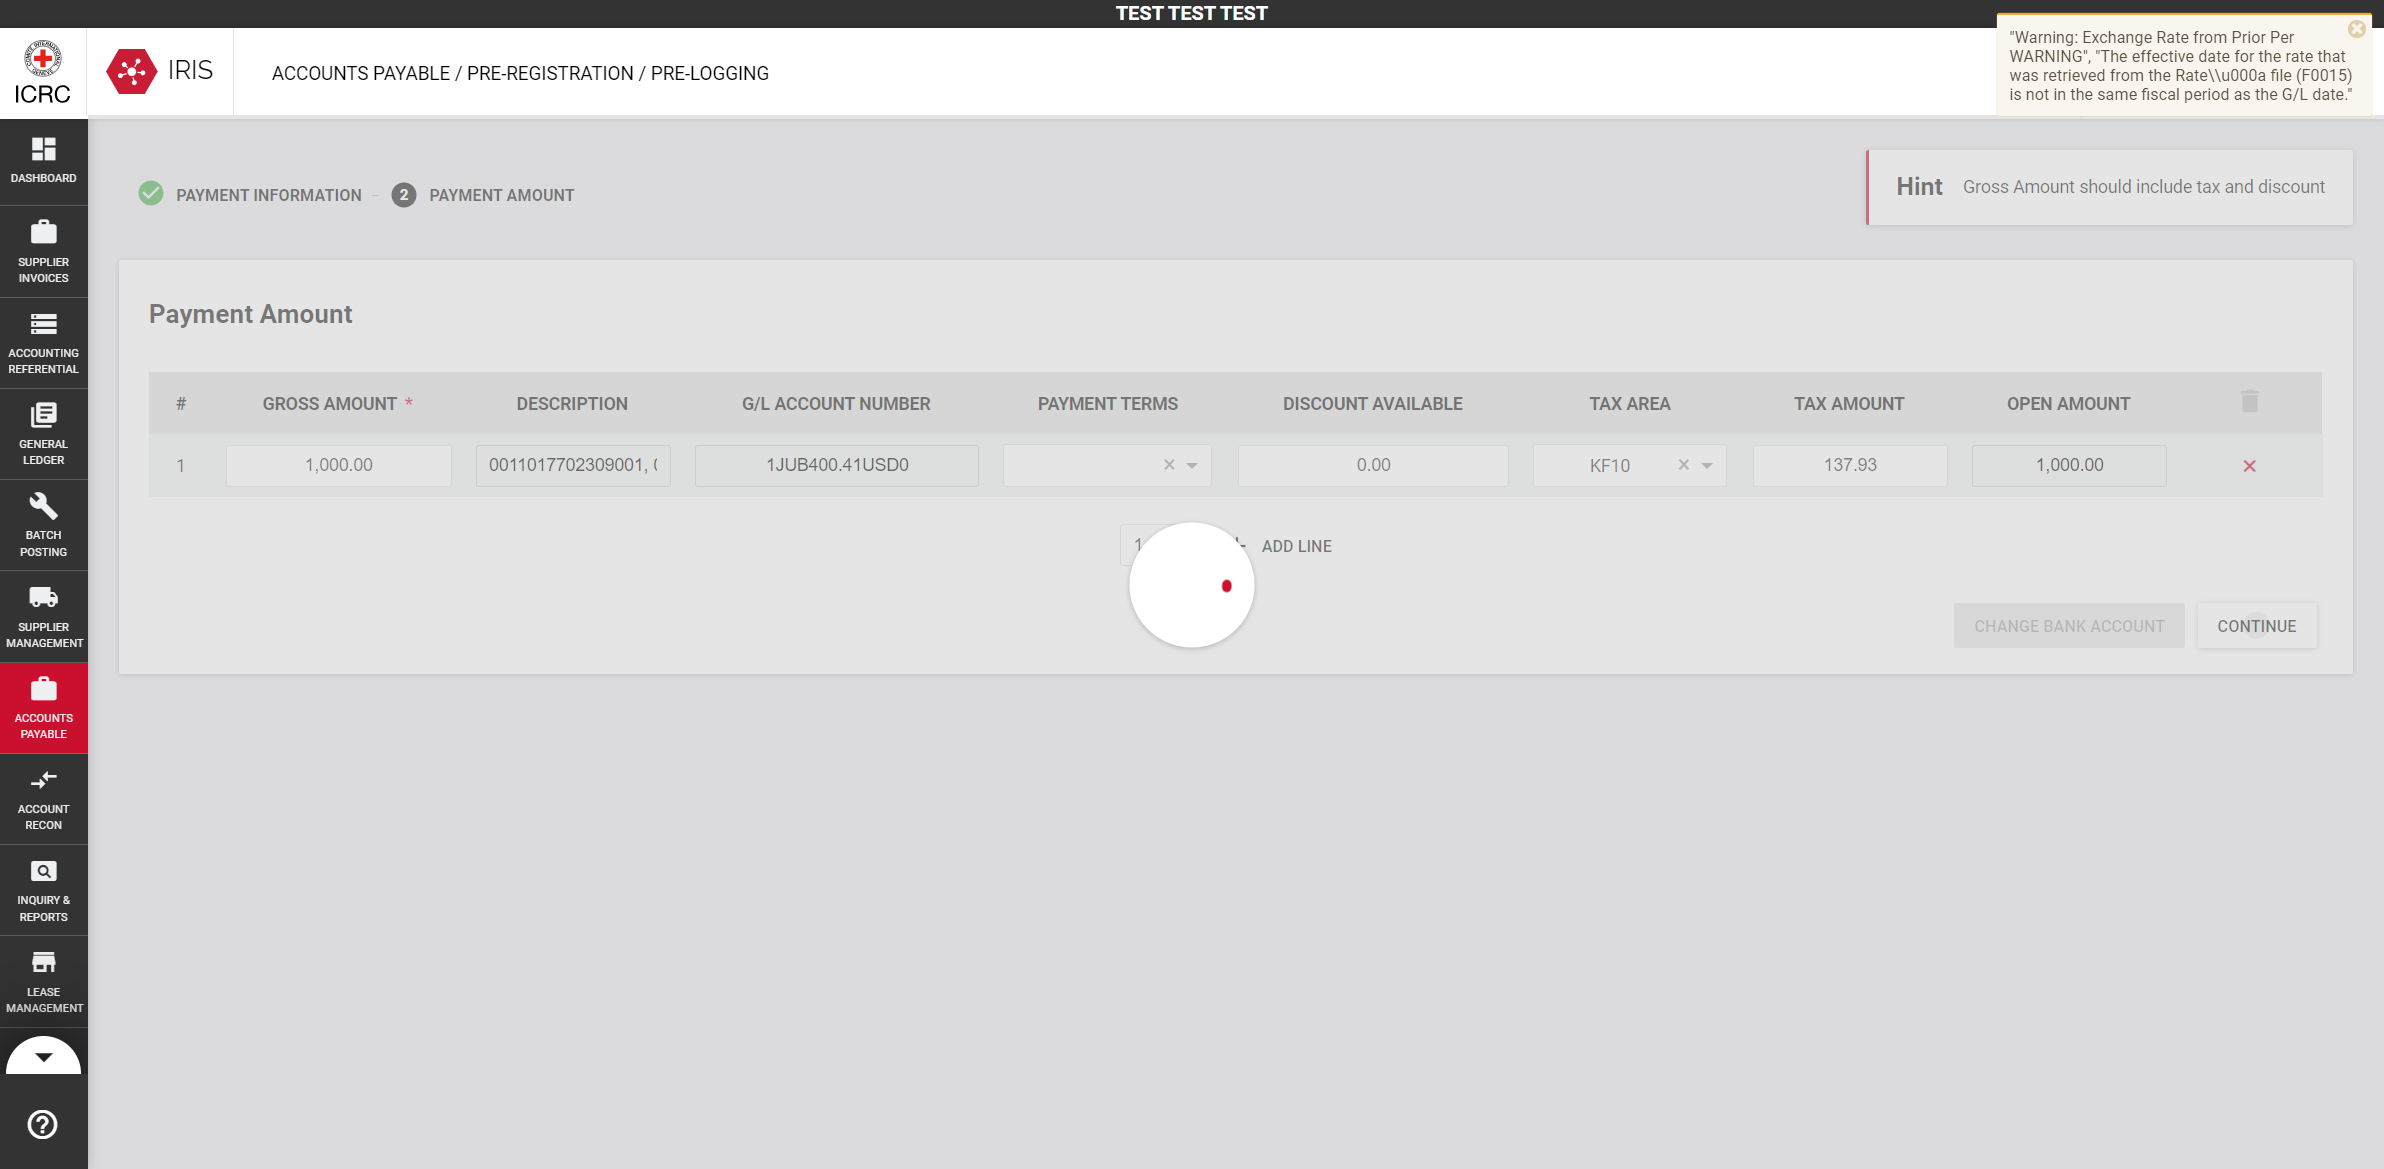 TEST TEST TEST
"Warning: Exchange Rate from Prior Per
WARNING", "The effective date for the rate that
was retrieved from the Rate\\u000a file (F0015)
is not in the same fiscal period as the G/L date."
ICRC
IRIS
ACCOUNTS PAYABLE / PRE-REGISTRATION / PRE-LOGGING
DASHBOARD
SUPPLIER
INVOICES
ACCOUNTING
REFERENTIAL
GENERAL
LEDGER
BATCH
POSTING
SUPPLIER
MANAGEMENT
ACCOUNTS
PAYABLE
ACCOUNT
RECON
INQUIRY &
REPORTS
LEASE
MANAGEMENT
PAYMENT INFORMATION
2 PAYMENT AMOUNT
Hint Gross Amount should include tax and discount
Payment Amount
# GROSS AMOUNT * DESCRIPTION G/L ACCOUNT NUMBER PAYMENT TERMS DISCOUNT AVAILABLE TAX AREA TAX AMOUNT OPEN AMOUNT
1 1,000.00 0011017702309001, 1JUB400.41USD0 0.00 KF10 137.93 1,000.00
1 ADD LINE
CHANGE BANK ACCOUNT CONTINUE